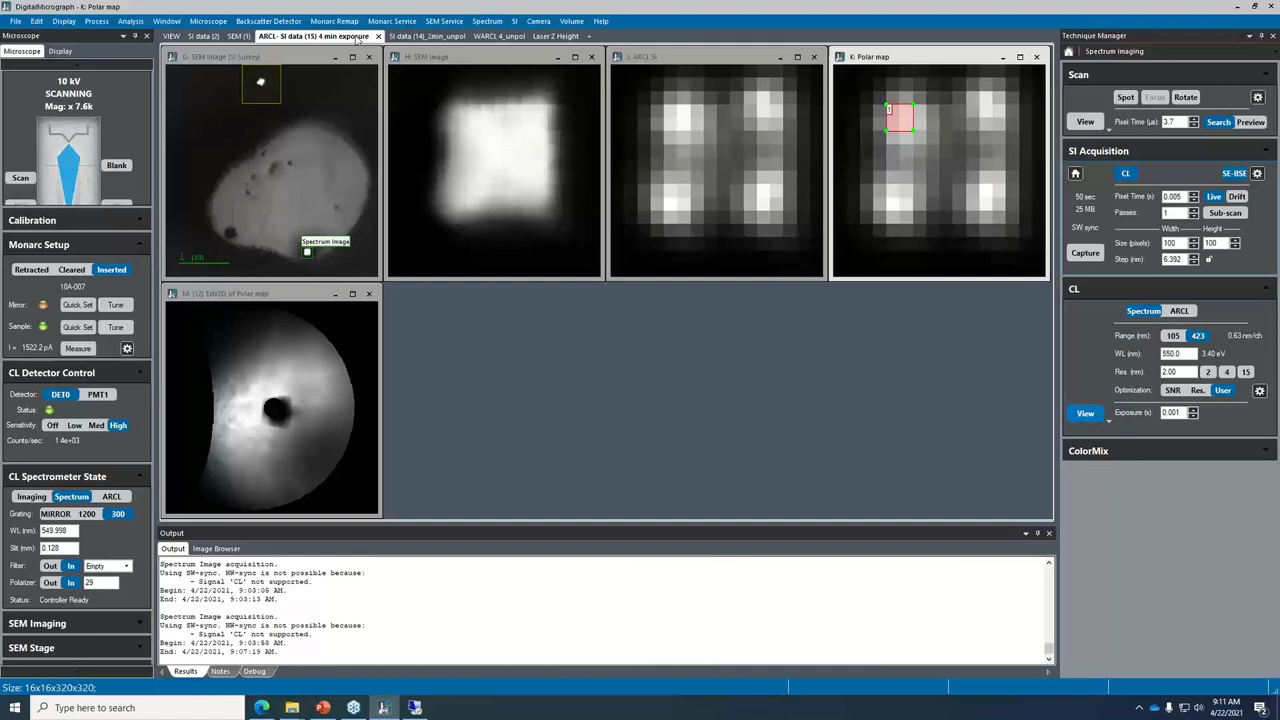 DigitalMicrograph - K: Polar map
File Edit Display Process Analysis Window Microscope Backscatter Detector Monarc Remap Monarc Service SEM Service Spectrum SI Camera Volume Help
Microscope
VIEW SI data (2) SEM (1) ARCL- SI data (15) 4 min exposure SI data (14)_2min_unpol WARCL 4_unpol Laser Z Height +
Technique Manager
Microscope Display
Spectrum Imaging
G: SEM Image (SI Survey)
H: SEM Image
ARCL SI
K: Polar map
10 kV
SCANNING
Mag: x 7.6k
Scan
Blank
Calibration
Monarc Setup
Retracted Cleared Inserted
10A-007
Mirror: Quick Set Tune
Sample: Quick Set Tune
I = 1522.2 pA Measure
CL Detector Control
Detector: DET0 PMT1
Status:
Sensitivity: Off Low Med High
Counts/sec: 1.4e+03
CL Spectrometer State
Imaging Spectrum ARCL
Grating: MIRROR 1200 300
WL (nm): 549.998
Slit (nm): 0.128
Filter: Out In Empty
Polarizer: Out In 29
Status: Controller Ready
SEM Imaging
SEM Stage
Spectrum Image
1 µm
1
Scan
Spot Focus Rotate
View Pixel Time (µs): 3.7 Search Preview
SI Acquisition
CL SE-BSE
50 sec
25 MB
SW sync
Pixel Time (s): 0.005 Live Drift
Passes: 1 Sub-scan
Width Height
Size (pixels): 100 100
Step (nm): 6.392
Capture
CL
Spectrum ARCL
Range (nm): 105 423 0.63 nm/ch
WL (nm): 550.0 3.40 eV
Res. (nm): 2.00 2 4 15
Optimization: SNR Res. User
View Exposure (s): 0.001
ColorMix
Output
Output Image Browser
Spectrum Image acquisition.
Using SW-sync. HW-sync is not possible because:
- Signal 'CL' not supported.
Begin: 4/22/2021, 9:03:05 AM.
End: 4/22/2021, 9:03:13 AM.
Spectrum Image acquisition.
Using SW-sync. HW-sync is not possible because:
- Signal 'CL' not supported.
Begin: 4/22/2021, 9:03:58 AM.
End: 4/22/2021, 9:07:19 AM.
Results Notes Debug
Size: 16x16x320x320;
Type here to search
9:11 AM
4/22/2021
2